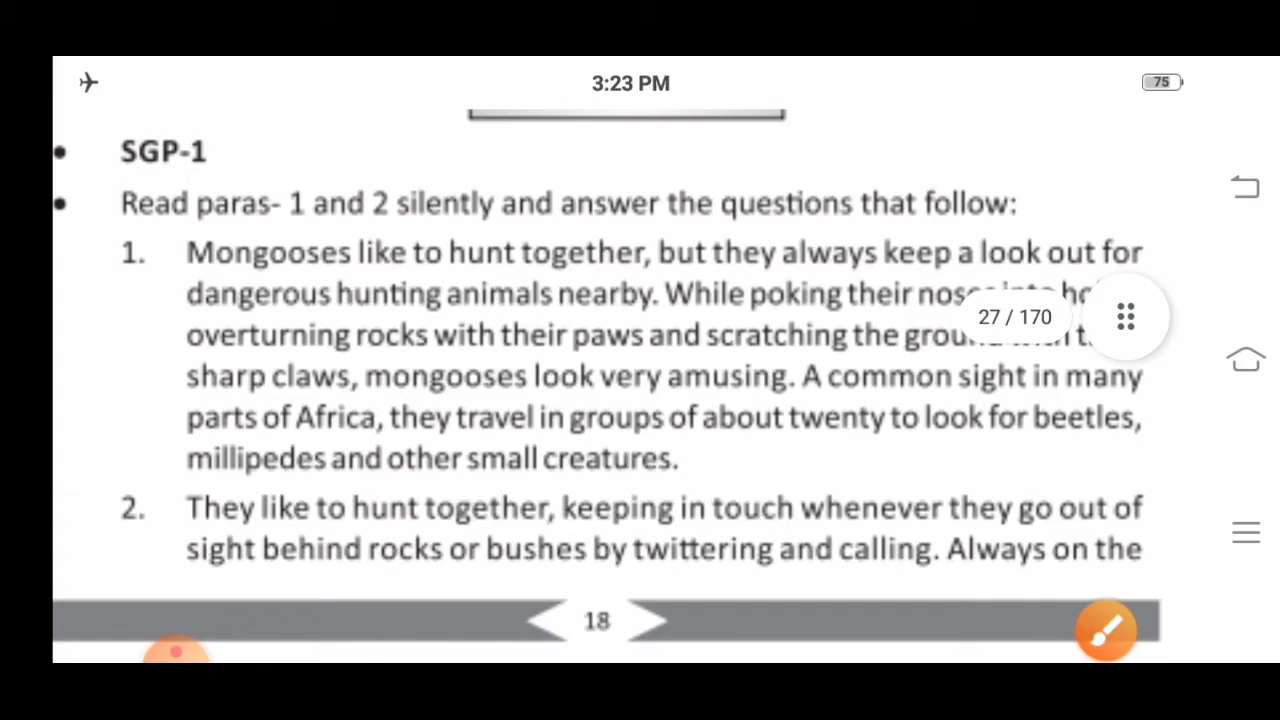 3:23 PM
75
SGP-1
Read paras- 1 and 2 silently and answer the questions that follow:
1. Mongooses like to hunt together, but they always keep a look out for
dangerous hunting animals nearby. While poking their
27 / 170
overturning rocks with their paws and scratching the
sharp claws, mongooses look very amusing. A common sight in many
parts of Africa, they travel in groups of about twenty to look for beetles,
millipedes and other small creatures.
2. They like to hunt together, keeping in touch whenever they go out of
sight behind rocks or bushes by twittering and calling. Always on the
18